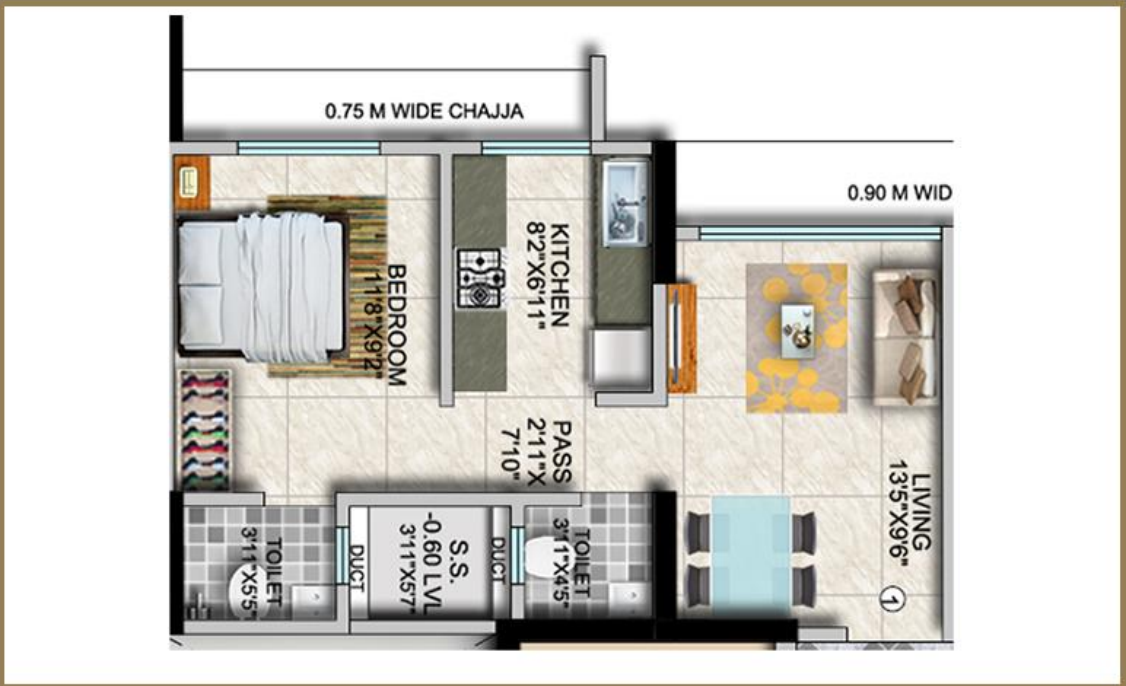 0.75 M WIDE CHAJJA
0.90 M WID
BEDROOM
11'8"X9'2"
KITCHEN
8'2"X6'11"
LIVING
13'5"X9'6"
1
PASS
2'11"X
7'10"
TOILET
3'11"X5'5"
DUCT
S.S.
-0.60 LVL
3'11"X5'7"
DUCT
TOILET
3'11"X4'5"